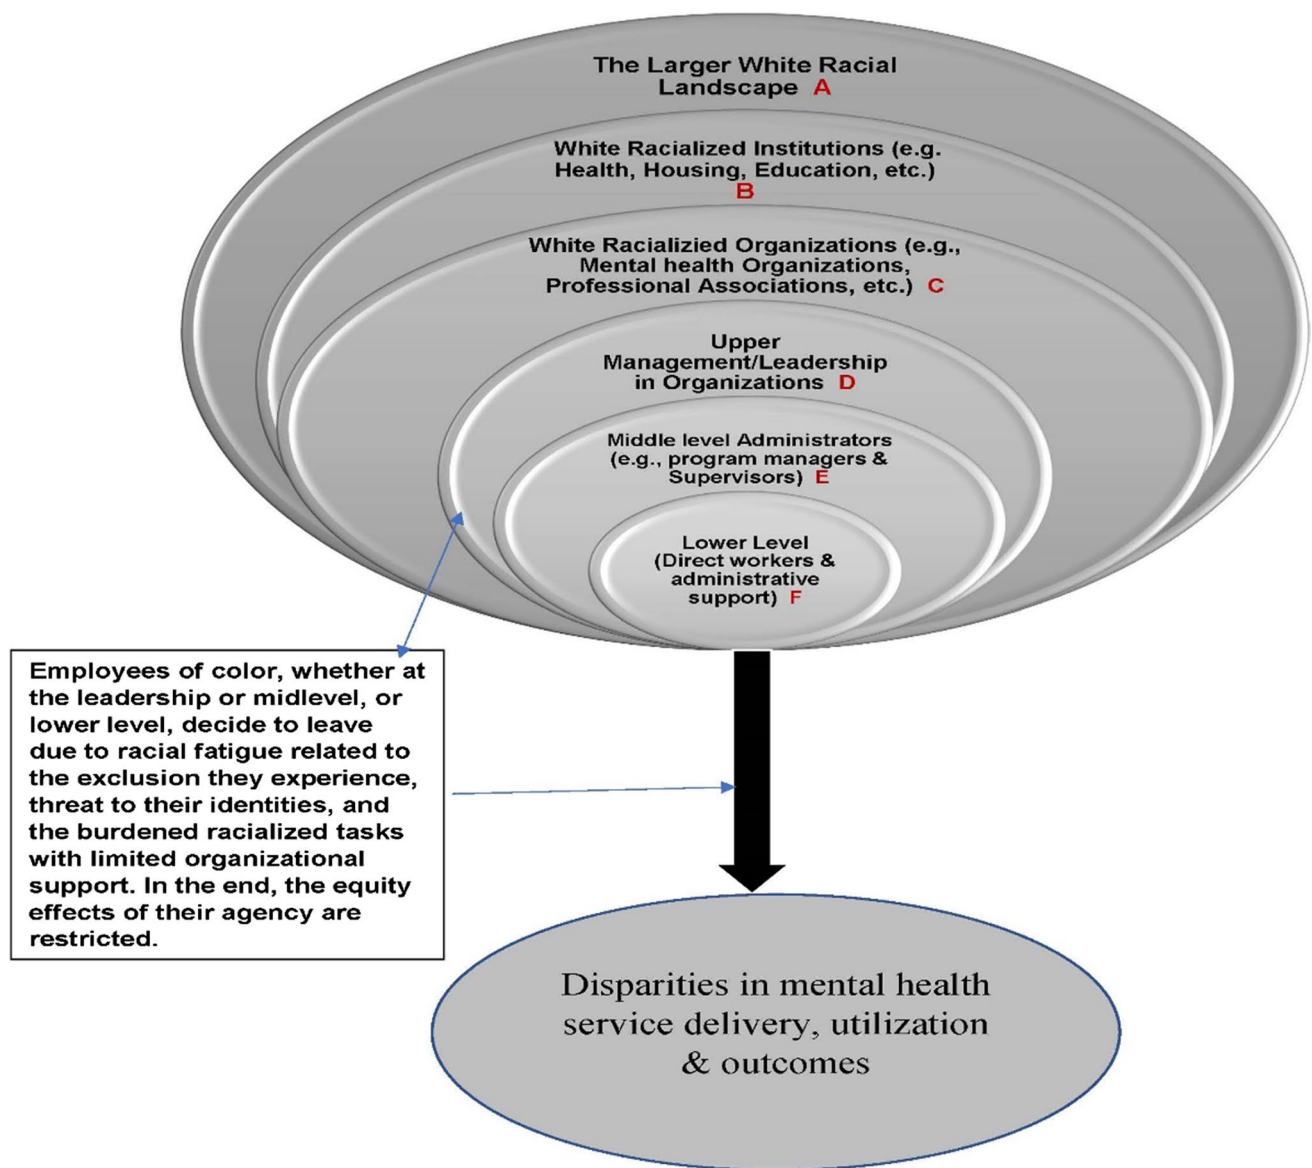 The Larger White Racial
Landscape A
White Racialized Institutions (e.g.
Health, Housing, Education, etc.)
B
White Racializied Organizations (e.g.,
Mental health Organizations,
Professional Associations, etc.) C
Upper
Management/Leadership
in Organizations D
Middle level Administrators
(e.g., program managers &
Supervisors) E
Lower Level
(Direct workers &
administrative
support) F
Employees of color, whether at
the leadership or midlevel, or
lower level, decide to leave
due to racial fatigue related to
the exclusion they experience,
threat to their identities, and
the burdened racialized tasks
with limited organizational
support. In the end, the equity
effects of their agency are
restricted.
Disparities in mental health
service delivery, utilization
& outcomes